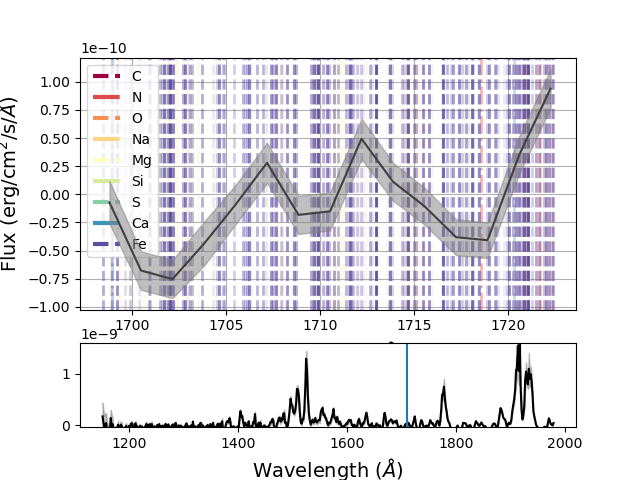 1e−10
Flux (erg/cm²/s/Å)
1.00
0.75
0.50
0.25
0.00
−0.25
−0.50
−0.75
−1.00
C
N
O
Na
Mg
Si
S
Ca
Fe
1700 1705 1710 1715 1720
1e−9
1
0
1200 1400 1600 1800 2000
Wavelength (Å)